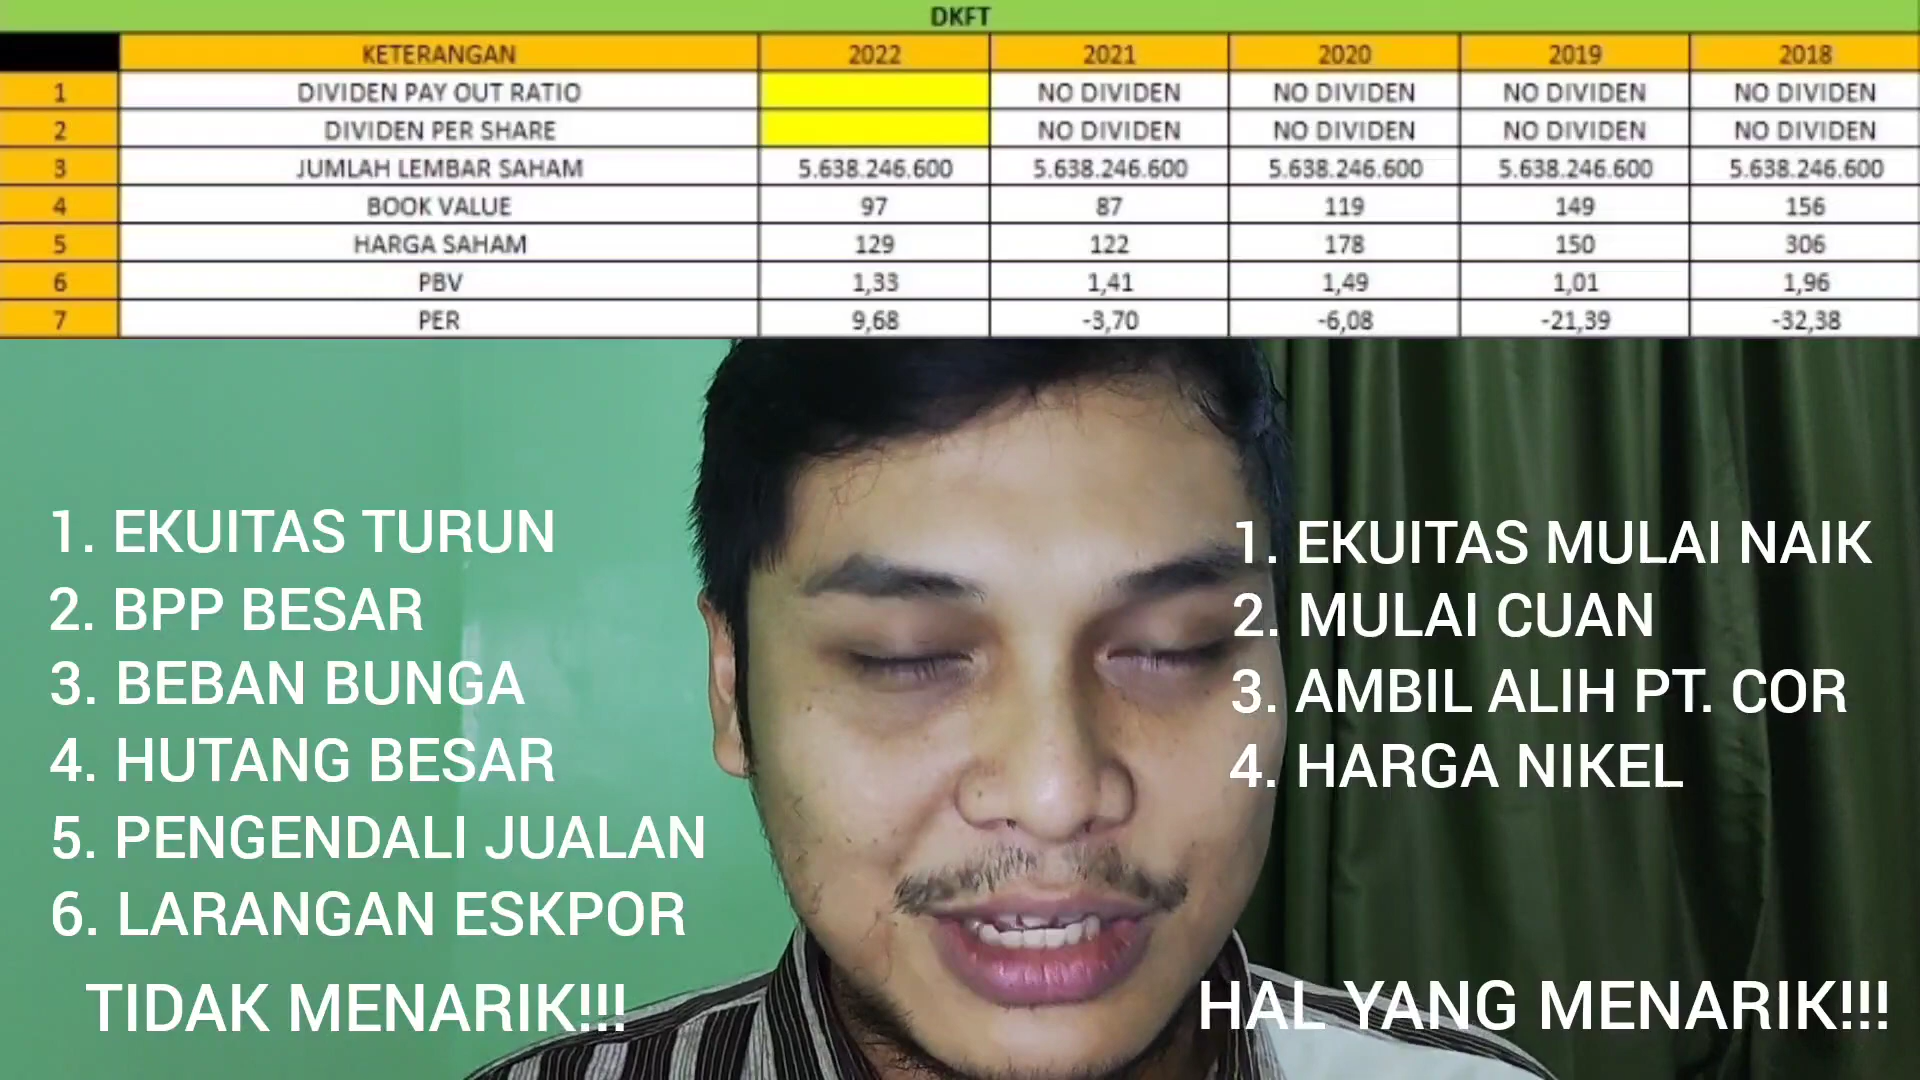 DKFT
KETERANGAN 2022 2021 2020 2019 2018
1 DIVIDEN PAY OUT RATIO NO DIVIDEN NO DIVIDEN NO DIVIDEN NO DIVIDEN
2 DIVIDEN PER SHARE NO DIVIDEN NO DIVIDEN NO DIVIDEN NO DIVIDEN
3 JUMLAH LEMBAR SAHAM 5.638.246.600 5.638.246.600 5.638.246.600 5.638.246.600 5.638.246.600
4 BOOK VALUE 97 87 119 149 156
5 HARGA SAHAM 129 122 178 150 306
6 PBV 1,33 1,41 1,49 1,01 1,96
7 PER 9,68 -3,70 -6,08 -21,39 -32,38
1. EKUITAS TURUN
2. BPP BESAR
3. BEBAN BUNGA
4. HUTANG BESAR
5. PENGENDALI JUALAN
6. LARANGAN ESKPOR
TIDAK MENARIK!!!
1. EKUITAS MULAI NAIK
2. MULAI CUAN
3. AMBIL ALIH PT. COR
4. HARGA NIKEL
HAL YANG MENARIK!!!